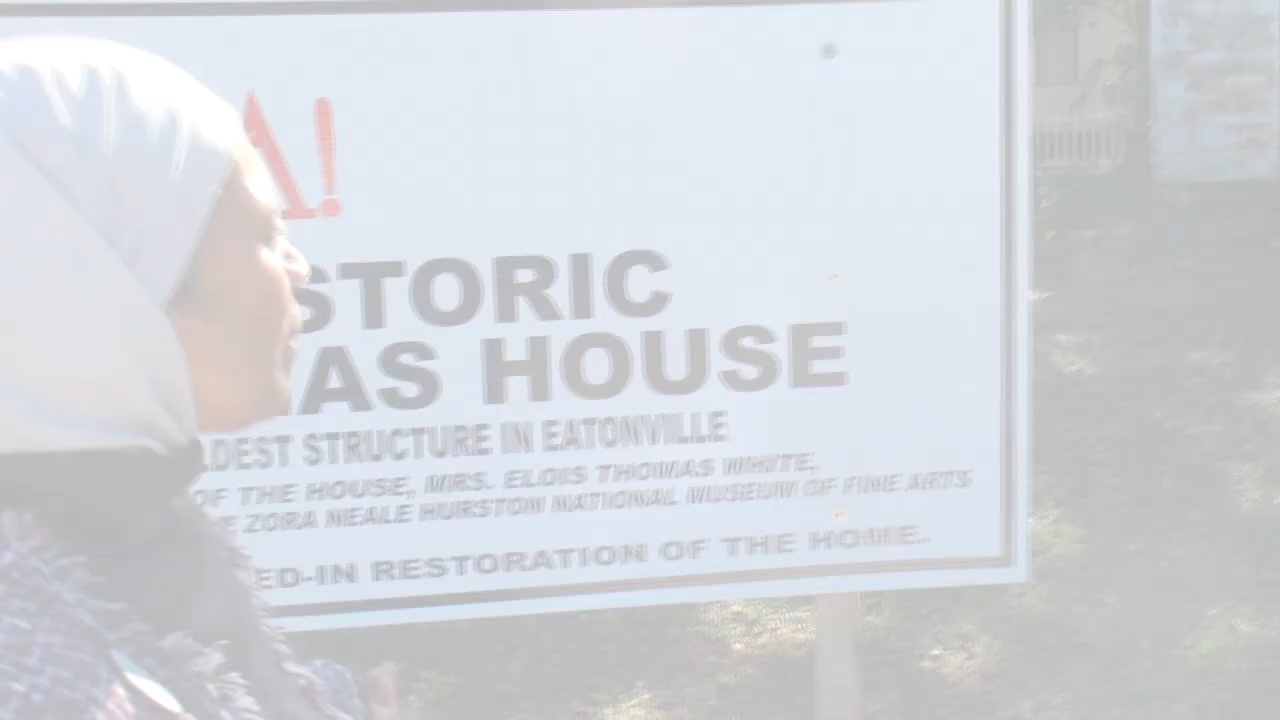 A!
STORIC
AS HOUSE
LDEST STRUCTURE IN EATONVILLE
OF THE HOUSE, MRS. ELOIS THOMAS WHITE,
E ZORA NEALE HURSTON NATIONAL MUSEUM OF FINE ARTS
ED-IN RESTORATION OF THE HOME.